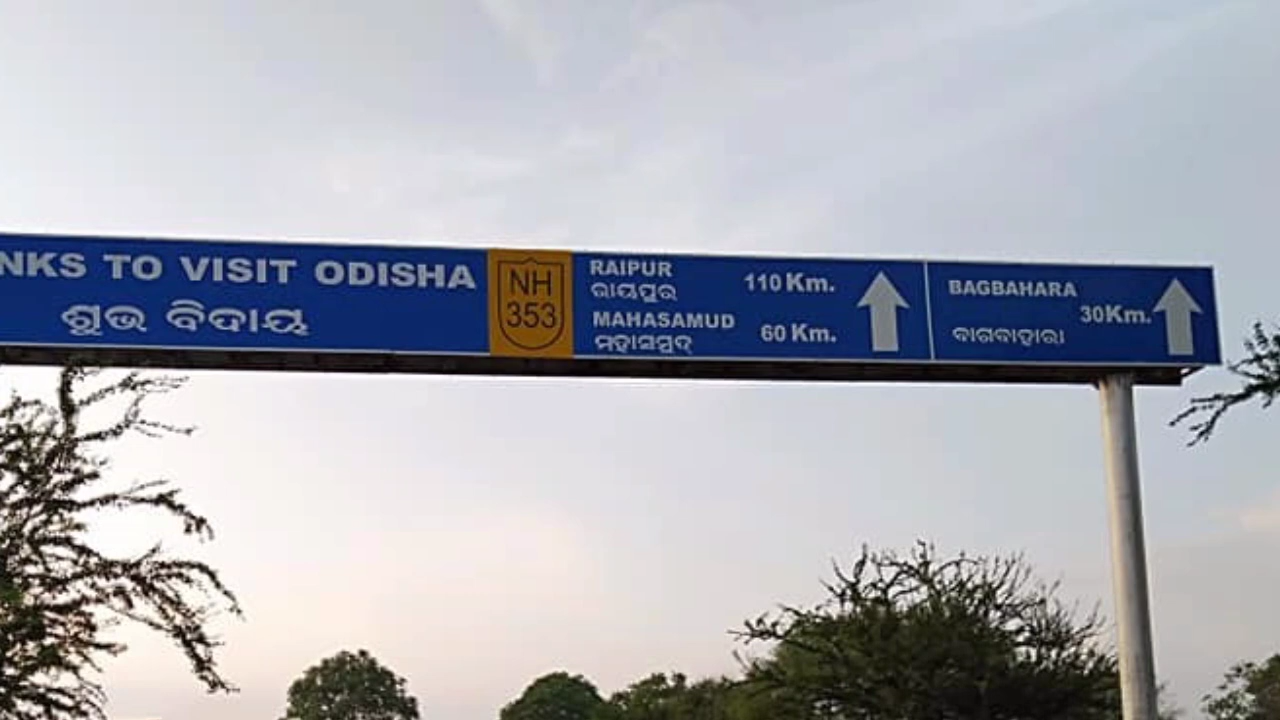 NKS TO VISIT ODISHA
ଶୁଭ ବିଦାୟ
NH
353
RAIPUR 110 Km.
ରାୟପୁର
MAHASAMUD 60 Km.
ମହାସମୁଦ୍
BAGBAHARA
30Km.
ବାଗବାହାରା